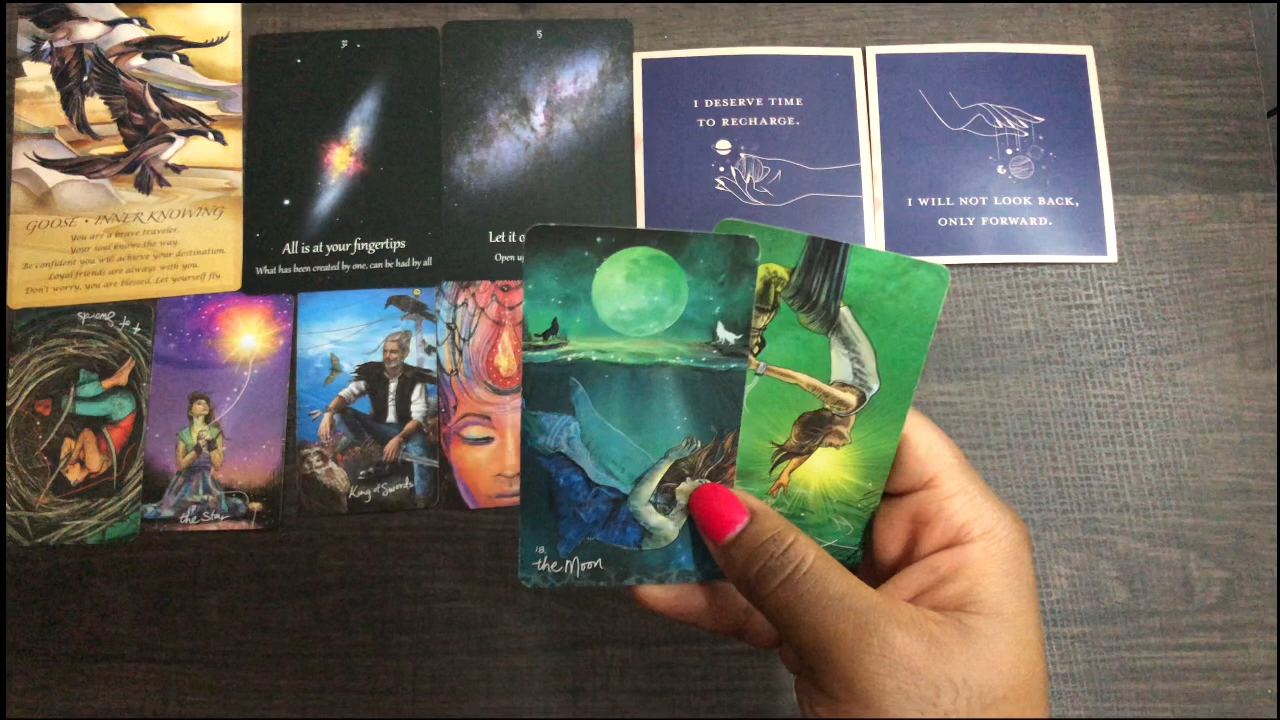 GOOSE • INNER KNOWING
You are a brave traveler.
Your soul knows the way.
Be confident you will achieve your destination.
Loyal friends are always with you.
Don't worry, you are blessed. Let yourself fly
All is at your fingertips
What has been created by one, can be had by all
5
Let it o
Open up
I DESERVE TIME
TO RECHARGE.
I WILL NOT LOOK BACK,
ONLY FORWARD.
the Star
King of Swords
18.
the Moon